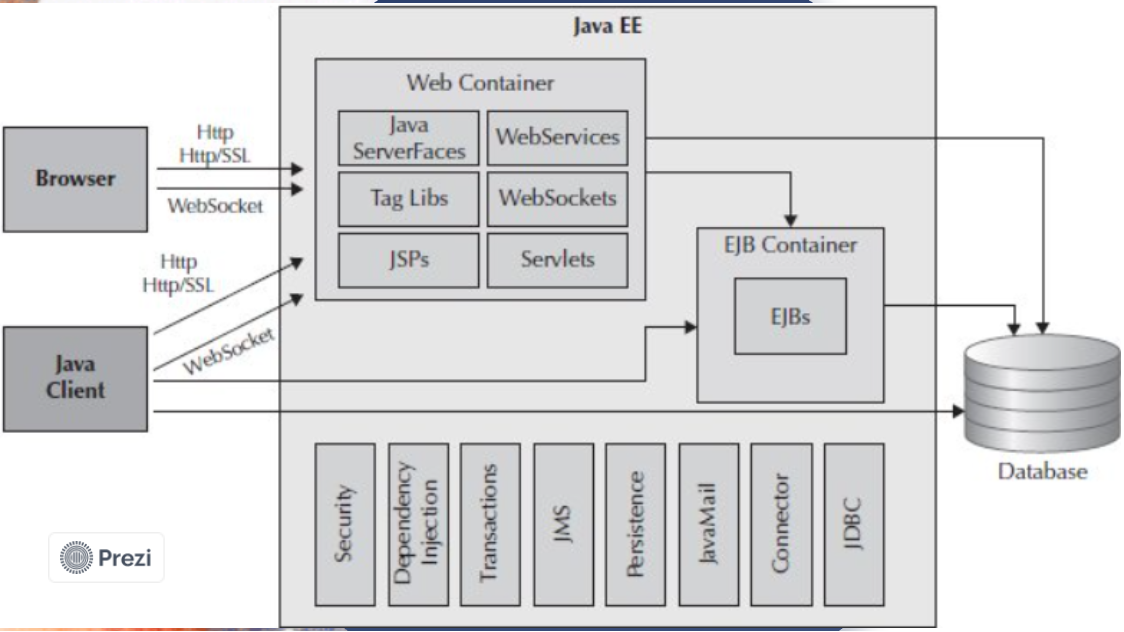 Java EE
Web Container
Java
ServerFaces
WebServices
Tag Libs
WebSockets
JSPs
Servlets
Browser
Http
Http/SSL
WebSocket
Http
Http/SSL
WebSocket
Java
Client
EJB Container
EJBs
Database
Security
Dependency
Injection
Transactions
JMS
Persistence
JavaMail
Connector
JDBC
Prezi